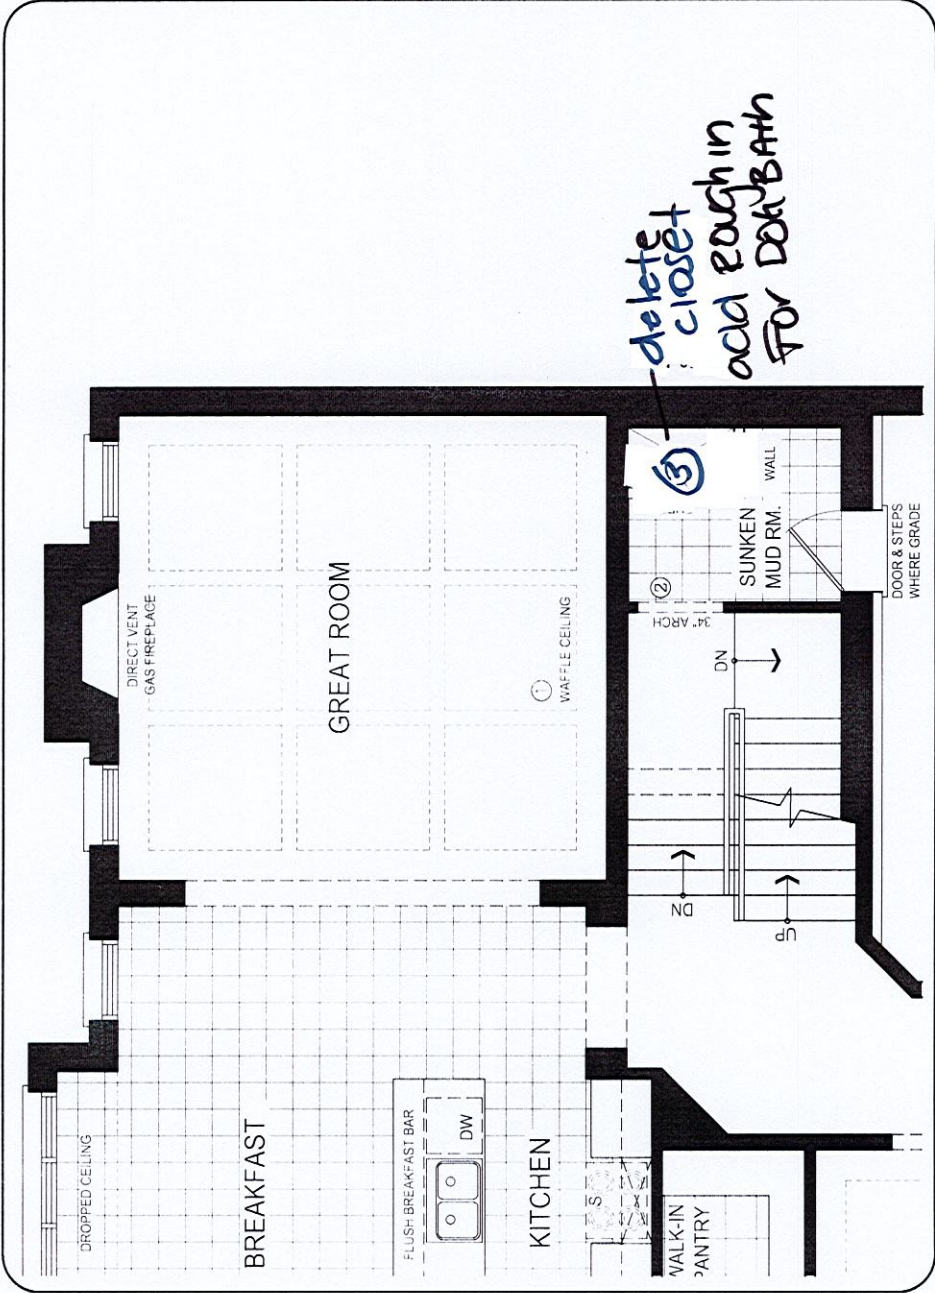 DROPPED CEILING
DIRECT VENT
GAS FIREPLACE
BREAKFAST
GREAT ROOM
FLUSH BREAKFAST BAR
DW
KITCHEN
1
WAFFLE CEILING
S
WALK-IN
PANTRY
DN
UP
DN
34" ARCH
2
3
SUNKEN
MUD RM.
WALL
DOOR & STEPS
WHERE GRADE
delete
closet
add Rough in
For DOG BATH